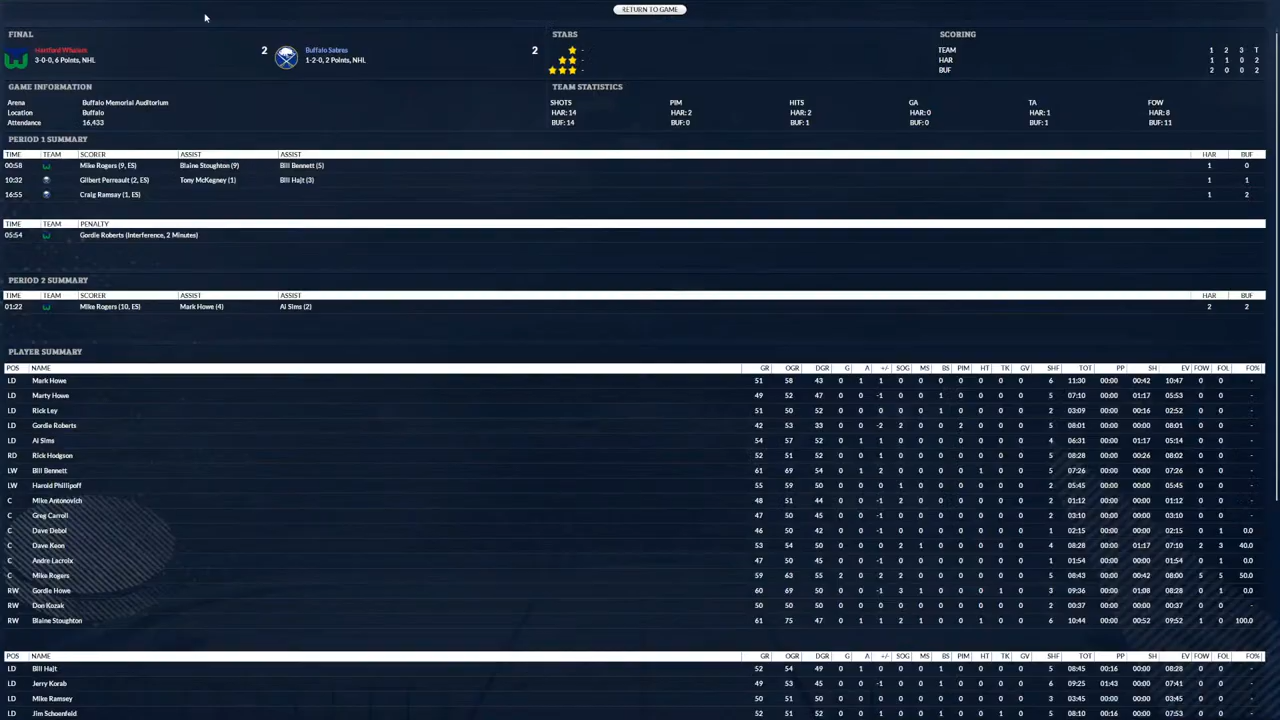 RETURN TO GAME
FINAL STARS SCORING
Hartford Whalers 2 Buffalo Sabres 2 - TEAM 1 2 3 T
3-0-0, 6 Points, NHL 1-2-0, 2 Points, NHL - HAR 1 1 0 2
- BUF 2 0 0 2
GAME INFORMATION TEAM STATISTICS
Arena Buffalo Memorial Auditorium SHOTS PIM HITS GA TA FOW
Location Buffalo HAR: 14 HAR: 2 HAR: 2 HAR: 0 HAR: 1 HAR: 8
Attendance 16,433 BUF: 14 BUF: 0 BUF: 1 BUF: 0 BUF: 1 BUF: 11
PERIOD 1 SUMMARY
TIME TEAM SCORER ASSIST ASSIST HAR BUF
00:58 Mike Rogers (9, ES) Blaine Stoughton (9) Bill Bennett (5) 1 0
10:32 Gilbert Perreault (2, ES) Tony McKegney (1) Bill Hajt (3) 1 1
16:55 Craig Ramsay (1, ES) 1 2
TIME TEAM PENALTY
05:54 Gordie Roberts (Interference, 2 Minutes)
PERIOD 2 SUMMARY
TIME TEAM SCORER ASSIST ASSIST HAR BUF
01:22 Mike Rogers (10, ES) Mark Howe (4) Al Sims (2) 2 2
PLAYER SUMMARY
POS NAME GR OGR DGR G A +/- SOG MS BS PIM HT TK GV SHF TOT PP SH EV FOW FOL FO%
LD Mark Howe 51 58 43 0 1 1 0 0 0 0 0 0 0 6 11:30 00:00 00:42 10:47 0 0 -
LD Marty Howe 49 52 47 0 0 -1 0 0 1 0 0 0 0 5 07:10 00:00 01:17 05:53 0 0 -
LD Rick Ley 51 50 52 0 0 0 0 0 1 0 0 0 0 2 03:09 00:00 00:16 02:52 0 0 -
LD Gordie Roberts 42 53 33 0 0 -2 2 0 0 2 0 0 0 5 08:01 00:00 00:00 08:01 0 0 -
LD Al Sims 54 57 52 0 1 1 0 0 0 0 0 0 0 4 06:31 00:00 01:17 05:14 0 0 -
RD Rick Hodgson 52 51 52 0 0 1 0 0 0 0 0 0 0 5 08:28 00:00 00:26 08:02 0 0 -
LW Bill Bennett 61 69 54 0 1 2 0 0 0 0 1 0 0 5 07:26 00:00 00:00 07:26 0 0 -
LW Harold Phillipoff 55 59 50 0 0 0 1 0 0 0 0 0 0 2 05:45 00:00 00:00 05:45 0 0 -
C Mike Antonovich 48 51 44 0 0 -1 2 0 0 0 0 0 0 2 01:12 00:00 00:00 01:12 0 0 -
C Greg Carroll 47 50 45 0 0 -1 0 0 0 0 0 0 0 2 03:10 00:00 00:00 03:10 0 0 -
C Dave Debol 46 50 42 0 0 -1 0 0 0 0 0 0 0 1 02:15 00:00 00:00 02:15 0 1 0.0
C Dave Keon 53 54 50 0 0 0 2 1 0 0 0 0 0 4 08:28 00:00 01:17 07:10 2 3 40.0
C Andre Lacroix 47 50 45 0 0 -1 0 0 0 0 0 0 0 1 01:54 00:00 00:00 01:54 0 1 0.0
C Mike Rogers 59 63 55 2 0 2 2 0 0 0 0 0 0 5 08:43 00:00 00:42 08:00 5 5 50.0
RW Gordie Howe 60 69 50 0 0 -1 3 1 0 0 0 1 0 3 09:36 00:00 01:08 08:28 0 1 0.0
RW Don Kozak 50 50 50 0 0 0 0 0 0 0 0 0 0 2 00:37 00:00 00:00 00:37 0 0 -
RW Blaine Stoughton 61 75 47 0 1 1 2 1 0 0 1 0 0 6 10:44 00:00 00:52 09:52 1 0 100.0
POS NAME GR OGR DGR G A +/- SOG MS BS PIM HT TK GV SHF TOT PP SH EV FOW FOL FO%
LD Bill Hajt 52 54 49 0 1 0 0 0 1 0 0 0 0 5 08:45 00:16 00:00 08:28 0 0 -
LD Jerry Korab 49 53 45 0 0 -1 0 0 1 0 0 0 0 6 09:25 01:43 00:00 07:41 0 0 -
LD Mike Ramsey 50 51 50 0 0 0 0 0 0 0 0 0 0 3 03:45 00:00 00:00 03:45 0 0 -
LD Jim Schoenfeld 52 51 52 0 0 1 0 0 0 0 0 1 0 5 08:10 00:16 00:00 07:53 0 0 -